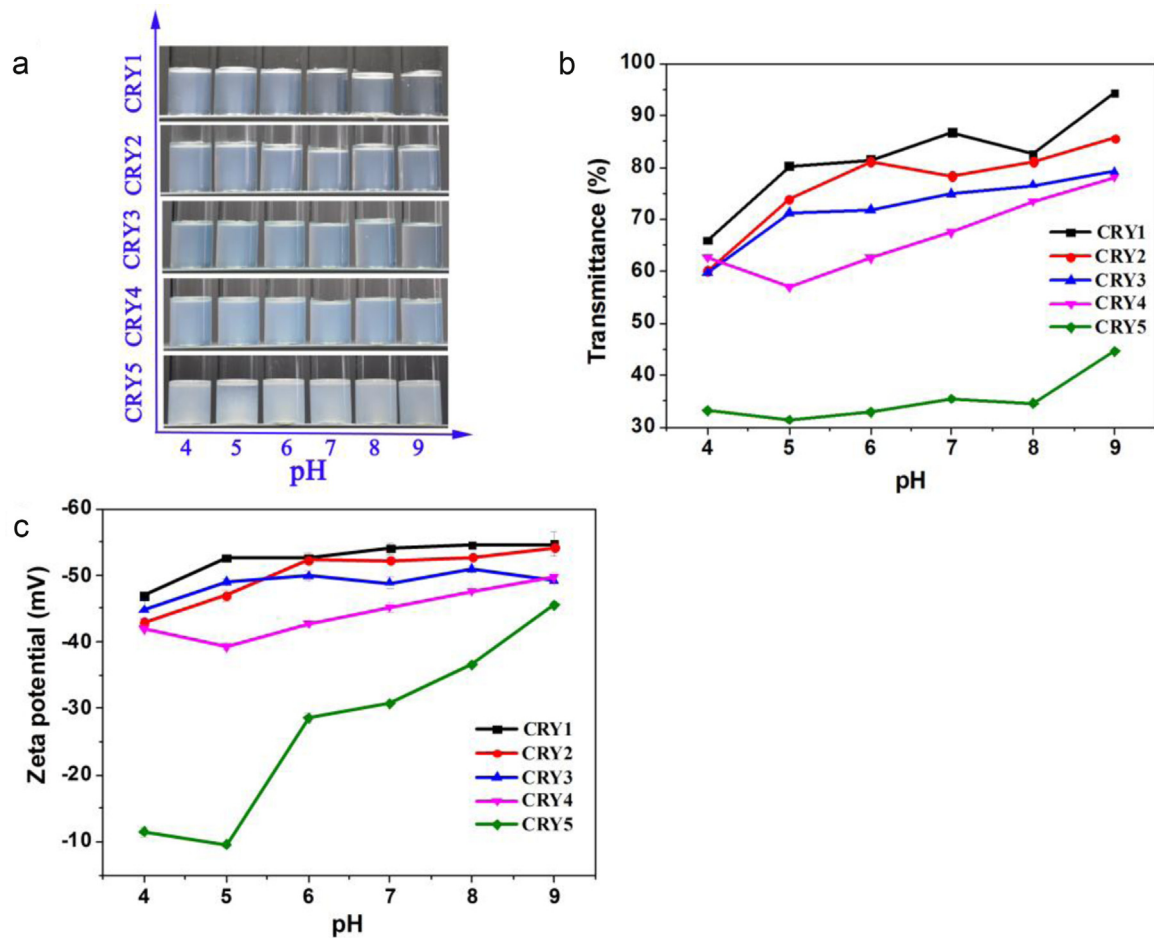 a
CRY1
CRY2
CRY3
CRY4
CRY5
4 5 6 7 8 9
pH
b
100
90
80
70
60
50
40
30
Transmittance (%)
CRY1
CRY2
CRY3
CRY4
CRY5
4 5 6 7 8 9
pH
c
-60
-50
-40
-30
-20
-10
Zeta potential (mV)
CRY1
CRY2
CRY3
CRY4
CRY5
4 5 6 7 8 9
pH